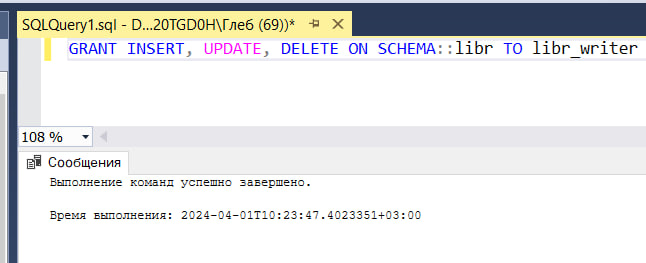 SQLQuery1.sql - D...20TGD0H\Глеб (69))*
GRANT INSERT, UPDATE, DELETE ON SCHEMA::libr TO libr_writer
108 %
Сообщения
Выполнение команд успешно завершено.
Время выполнения: 2024-04-01T10:23:47.4023351+03:00